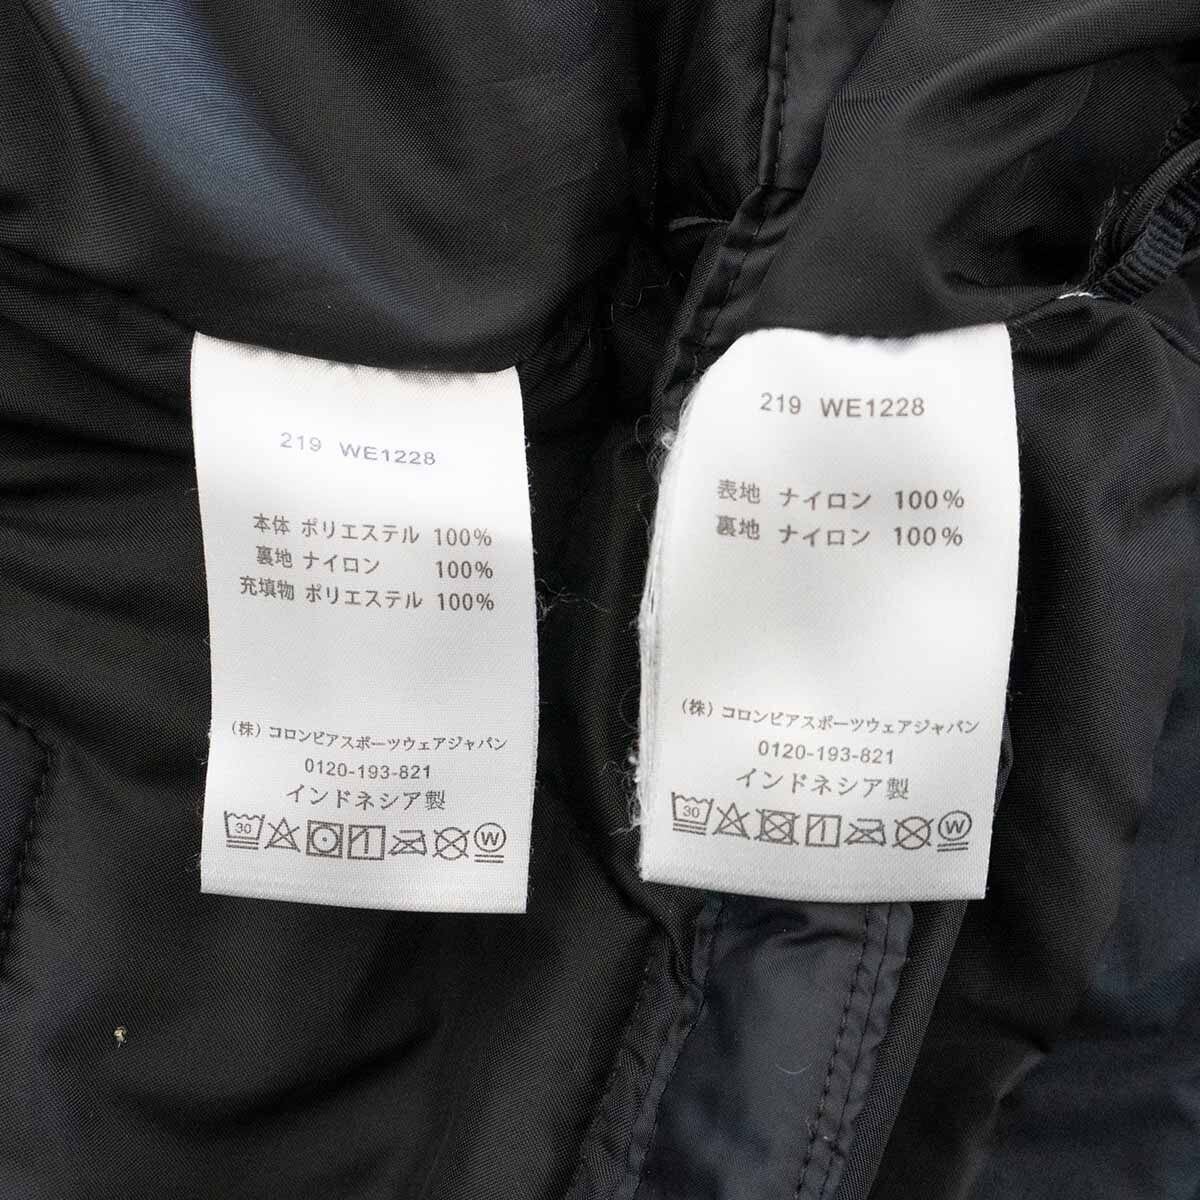 219 WE1228
本体 ポリエステル 100%
裏地 ナイロン 100%
充填物 ポリエステル 100%
(株) コロンビアスポーツウェアジャパン
0120-193-821
インドネシア製
30 W
219 WE1228
表地 ナイロン 100%
裏地 ナイロン 100%
(株) コロンビアスポーツウェアジャパン
0120-193-821
インドネシア製
30 W